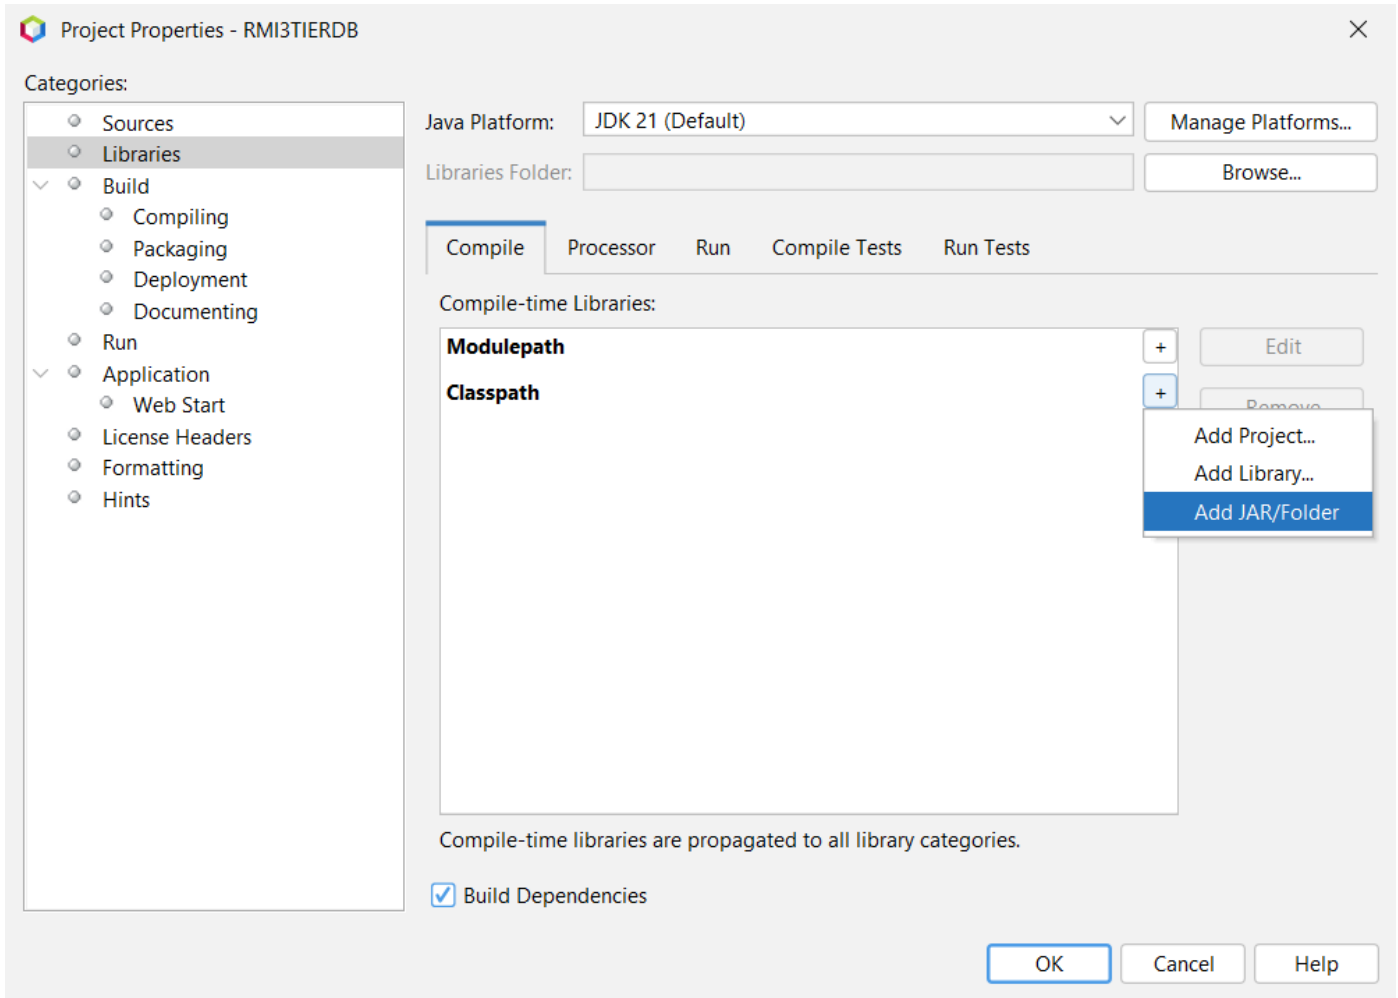 Project Properties - RMI3TIERDB
Categories:
Sources
Libraries
Build
Compiling
Packaging
Deployment
Documenting
Run
Application
Web Start
License Headers
Formatting
Hints
Java Platform:
JDK 21 (Default)
Manage Platforms...
Libraries Folder:
Browse...
Compile Processor Run Compile Tests Run Tests
Compile-time Libraries:
Modulepath
+
Edit
Classpath
+
Remove
Add Project...
Add Library...
Add JAR/Folder
Compile-time libraries are propagated to all library categories.
Build Dependencies
OK Cancel Help